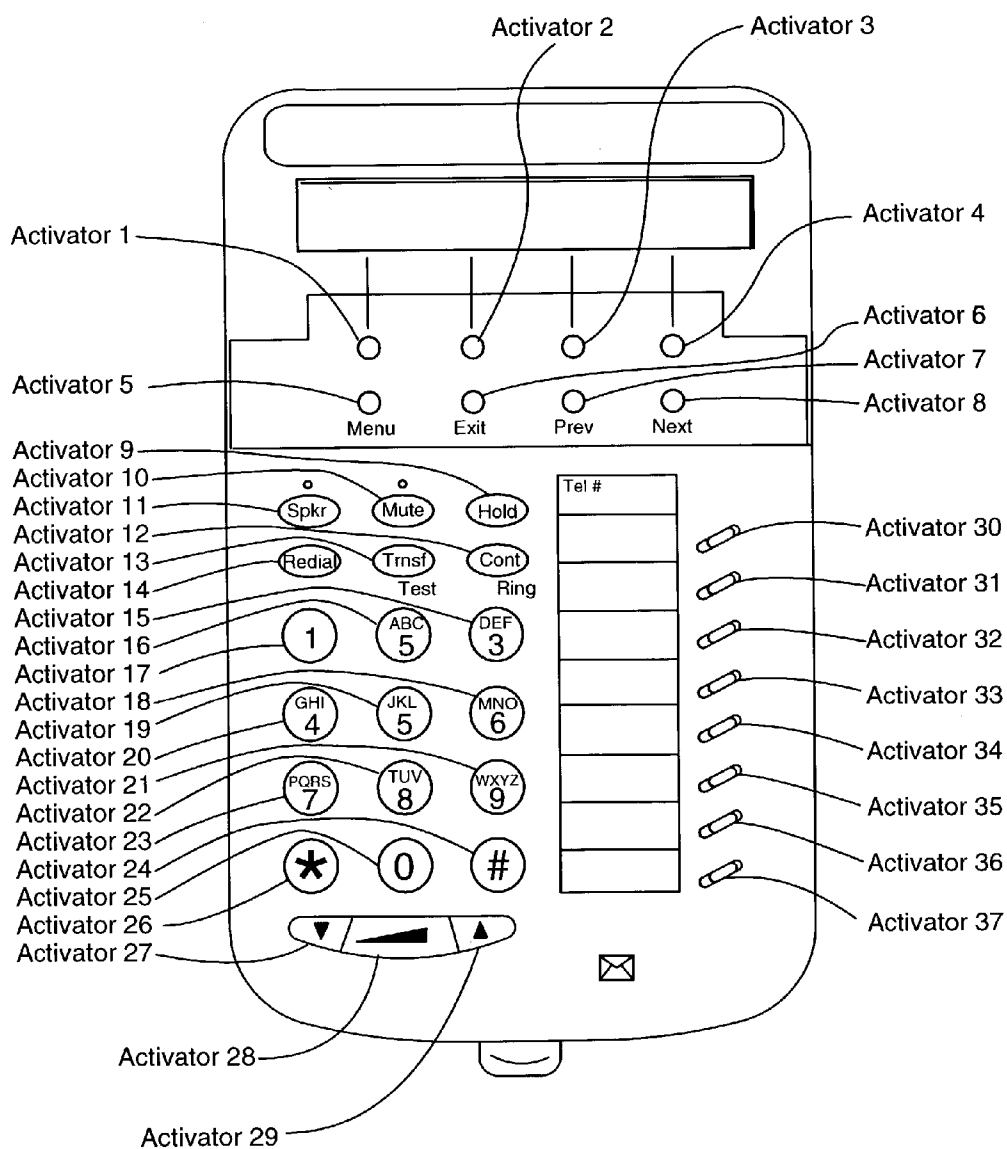 Activator 2
Activator 3
Activator 1
Activator 4
Activator 6
Activator 7
Activator 5
Activator 8
Menu Exit Prev Next
Activator 9
Activator 10
Activator 11
Activator 12
Activator 13
Activator 14
Activator 15
Activator 16
Activator 17
Activator 18
Activator 19
Activator 20
Activator 21
Activator 22
Activator 23
Activator 24
Activator 25
Activator 26
Activator 27
Spkr Mute Hold
Redial Trnsf Cont
Test Ring
1 ABC 5 DEF 3
GHI 4 JKL 5 MNO 6
PQRS 7 TUV 8 WXYZ 9
* 0 #
Tel #
Activator 30
Activator 31
Activator 32
Activator 33
Activator 34
Activator 35
Activator 36
Activator 37
Activator 28
Activator 29